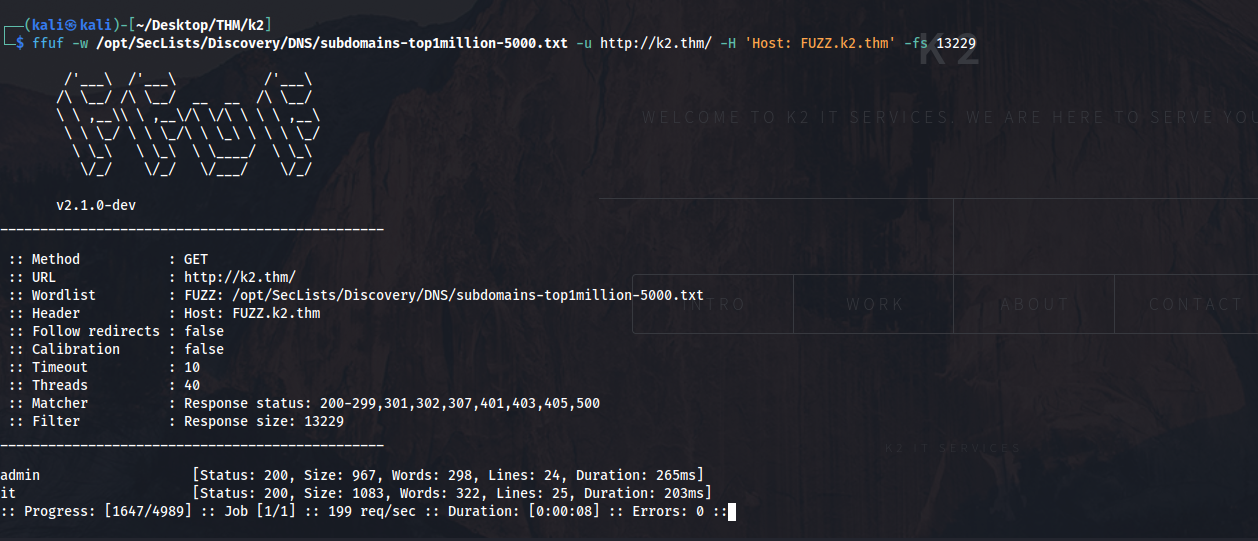 (kali㉿kali)-[~/Desktop/THM/k2]
$ ffuf -w /opt/SecLists/Discovery/DNS/subdomains-top1million-5000.txt -u http://k2.thm/ -H 'Host: FUZZ.k2.thm' -fs 13229
K2
WELCOME TO K2 IT SERVICES. WE ARE HERE TO SERVE YOU
v2.1.0-dev
________________________________________________
:: Method : GET
:: URL : http://k2.thm/
:: Wordlist : FUZZ: /opt/SecLists/Discovery/DNS/subdomains-top1million-5000.txt
:: Header : Host: FUZZ.k2.thm
:: Follow redirects : false
:: Calibration : false
:: Timeout : 10
:: Threads : 40
:: Matcher : Response status: 200-299,301,302,307,401,403,405,500
:: Filter : Response size: 13229
________________________________________________
INTRO WORK ABOUT CONTACT
K2 IT SERVICES
admin [Status: 200, Size: 967, Words: 298, Lines: 24, Duration: 265ms]
it [Status: 200, Size: 1083, Words: 322, Lines: 25, Duration: 203ms]
:: Progress: [1647/4989] :: Job [1/1] :: 199 req/sec :: Duration: [0:00:08] :: Errors: 0 ::